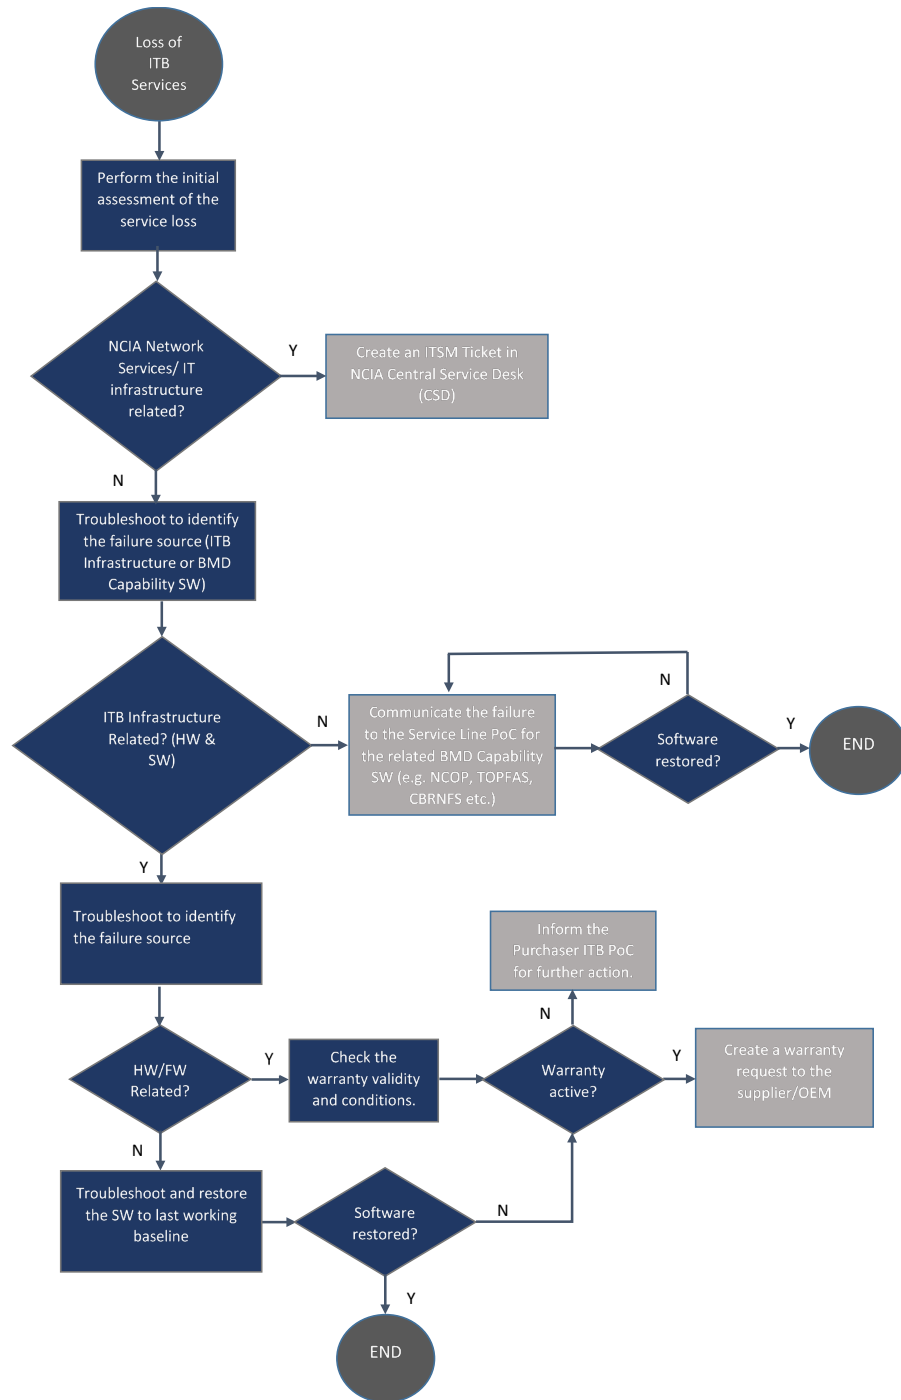 Loss of
ITB
Services
Perform the initial
assessment of the
service loss
NCIA Network
Services/ IT
infrastructure
related?
Y
Create an ITSM Ticket in
NCIA Central Service Desk
(CSD)
N
Troubleshoot to identify
the failure source (ITB
Infrastructure or BMD
Capability SW)
ITB Infrastructure
Related? (HW &
SW)
N
Communicate the failure
to the Service Line PoC for
the related BMD Capability
SW (e.g. NCOP, TOPFAS,
CBRNFS etc.)
N
Software
restored?
Y
END
Y
Troubleshoot to identify
the failure source
Inform the
Purchaser ITB PoC
for further action.
N
HW/FW
Related?
Y
Check the
warranty validity
and conditions.
Warranty
active?
Y
Create a warranty
request to the
supplier/OEM
N
Troubleshoot and restore
the SW to last working
baseline
Software
restored?
N
Y
END